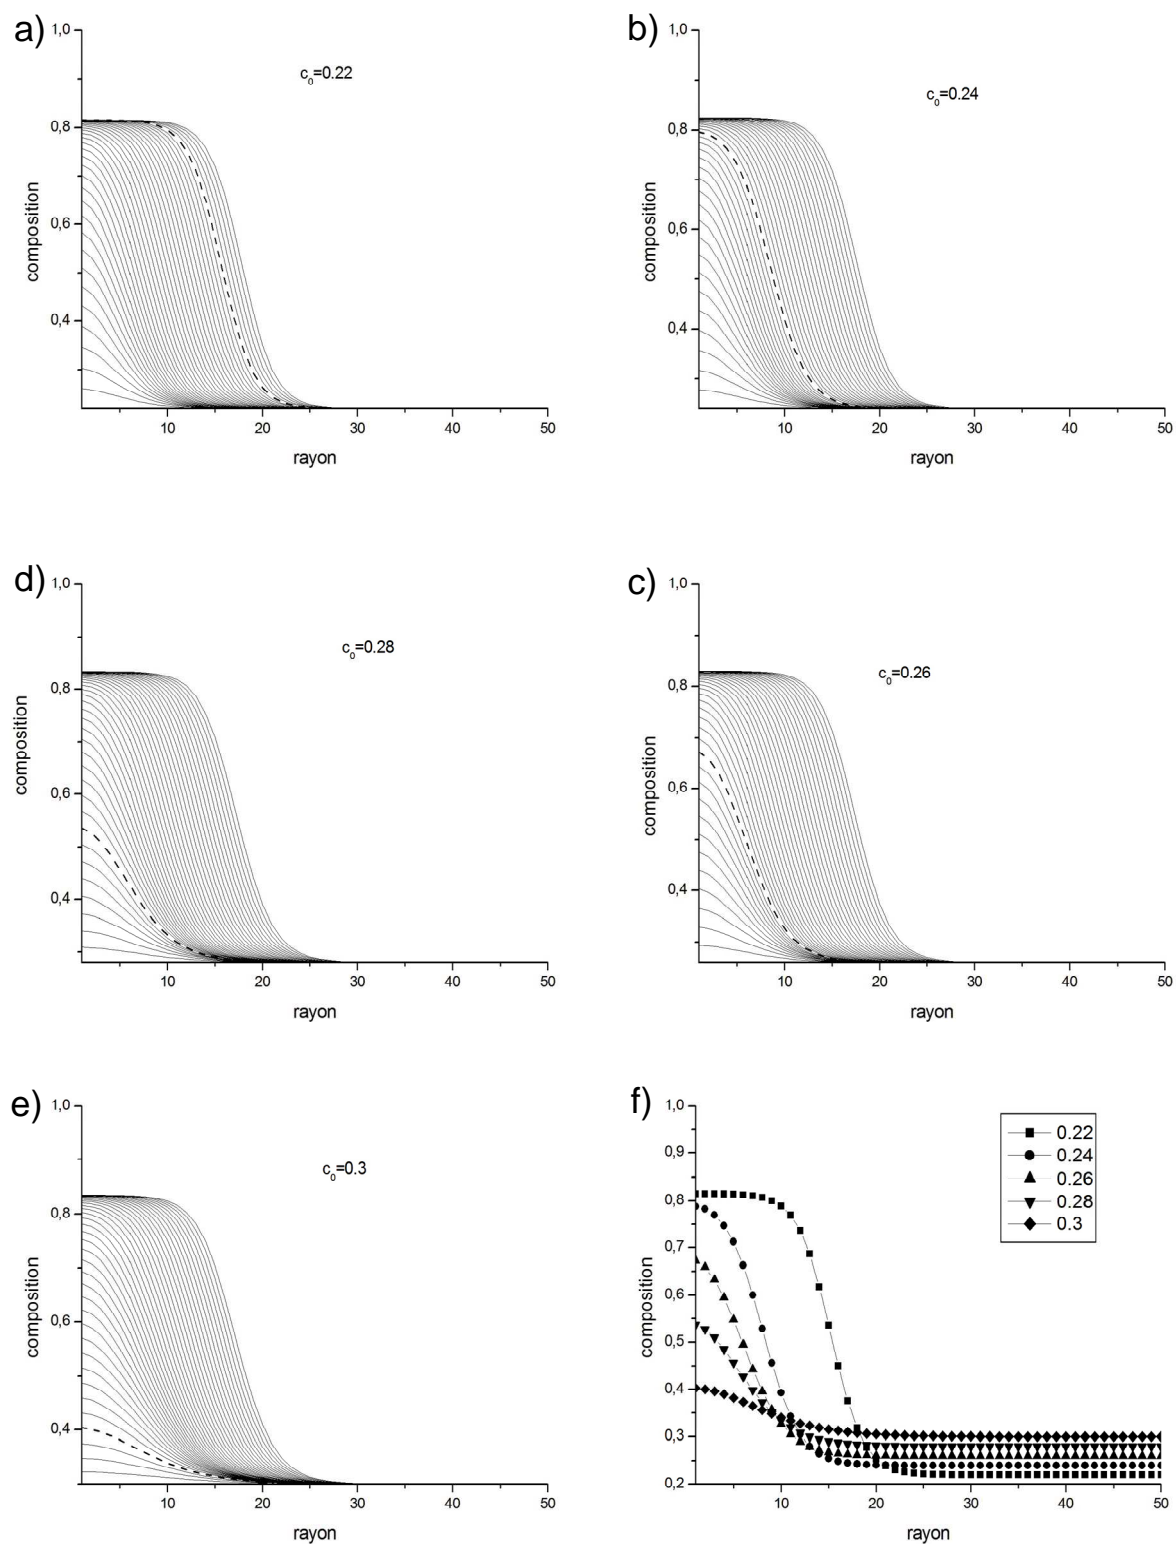 a)
1,0
0,8
0,6
0,4
composition
c0=0.22
10 20 30 40 50
rayon
b)
1,0
0,8
0,6
0,4
composition
c0=0.24
10 20 30 40 50
rayon
d)
1,0
0,8
0,6
0,4
composition
c0=0.28
10 20 30 40 50
rayon
c)
1,0
0,8
0,6
0,4
composition
c0=0.26
10 20 30 40 50
rayon
e)
1,0
0,8
0,6
0,4
composition
c0=0.3
10 20 30 40 50
rayon
f)
1,0
0,9
0,8
0,7
0,6
0,5
0,4
0,3
0,2
composition
0.22
0.24
0.26
0.28
0.3
10 20 30 40 50
rayon